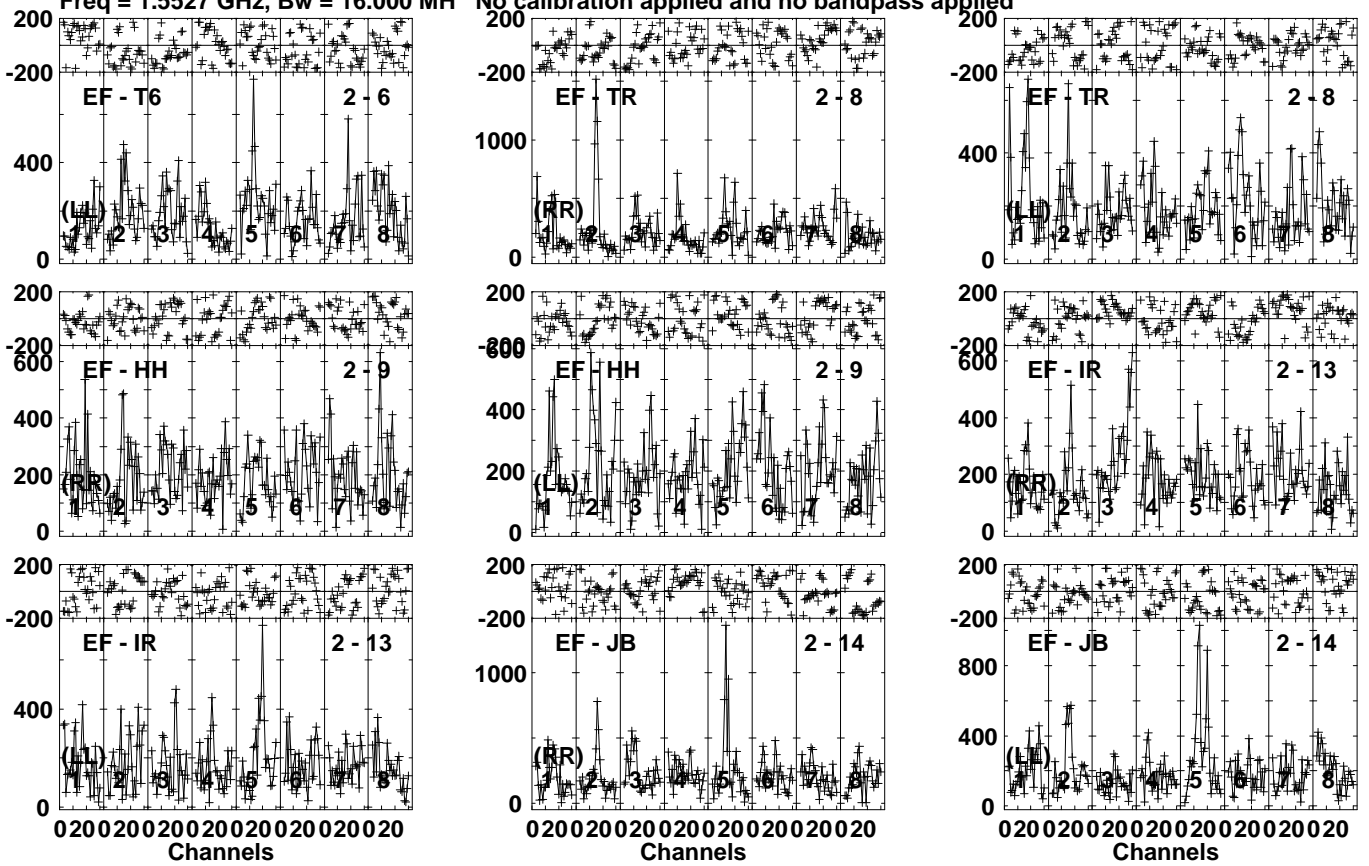 Freq = 1.5527 GHz, Bw = 16.000 MH No calibration applied and no bandpass applied
200 200 200
-200 -200 -200
EF - T6 2 - 6 EF - TR 2 - 8 EF - TR 2 - 8
400 1000 400
(LL) (RR) (LL)
1 2 3 4 5 6 7 8 1 2 3 4 5 6 7 8 1 2 3 4 5 6 7 8
0 0 0
200 200 200
-200 -200 -200
600 600 600
EF - HH 2 - 9 EF - HH 2 - 9 EF - IR 2 - 13
400 400 400
200 200 200
(RR) (LL) (RR)
1 2 3 4 5 6 7 8 1 2 3 4 5 6 7 8 1 2 3 4 5 6 7 8
0 0 0
200 200 200
-200 -200 -200
EF - IR 2 - 13 EF - JB 2 - 14 EF - JB 2 - 14
400 1000 800
400
(LL) (RR) (LL)
1 2 3 4 5 6 7 8 1 2 3 4 5 6 7 8 1 2 3 4 5 6 7 8
0 0 0
0 20 0 20 0 20 0 20 0 20 0 20 0 20 0 20 0 20 0 20 0 20 0 20 0 20 0 20 0 20 0 20 0 20 0 20 0 20 0 20 0 20 0 20 0 20 0 20
Channels Channels Channels